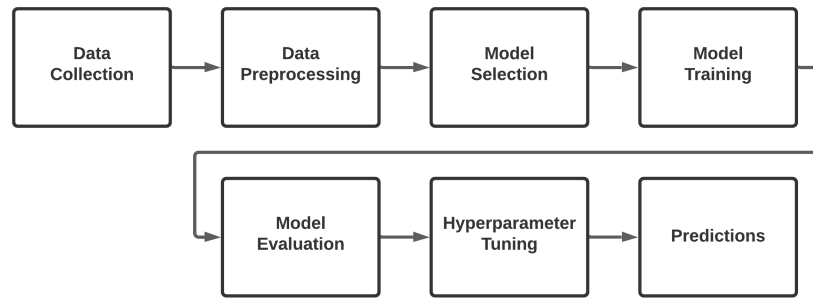 Data
Collection
Data
Preprocessing
Model
Selection
Model
Training
Model
Evaluation
Hyperparameter
Tuning
Predictions